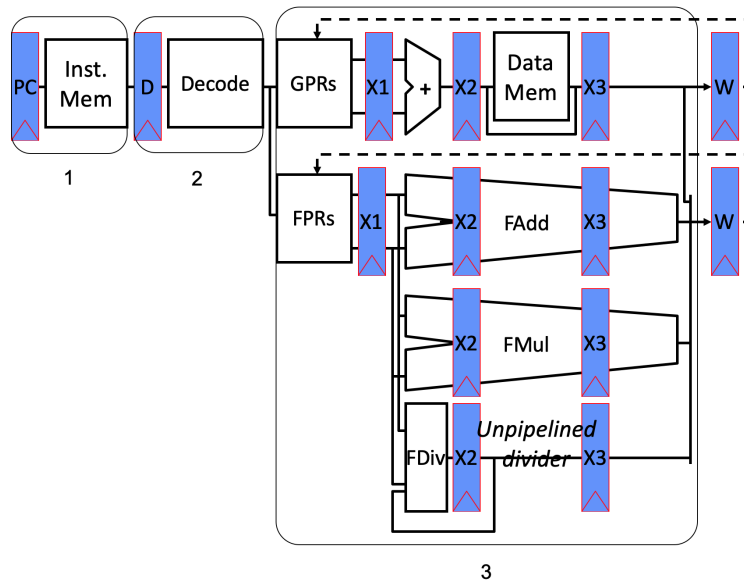 PC
Inst.
Mem
D
Decode
GPRs
X1
+
X2
Data
Mem
X3
W
1
2
FPRs
X1
X2
FAdd
X3
W
X2
FMul
X3
FDiv
X2
Unpipelined
divider
X3
3